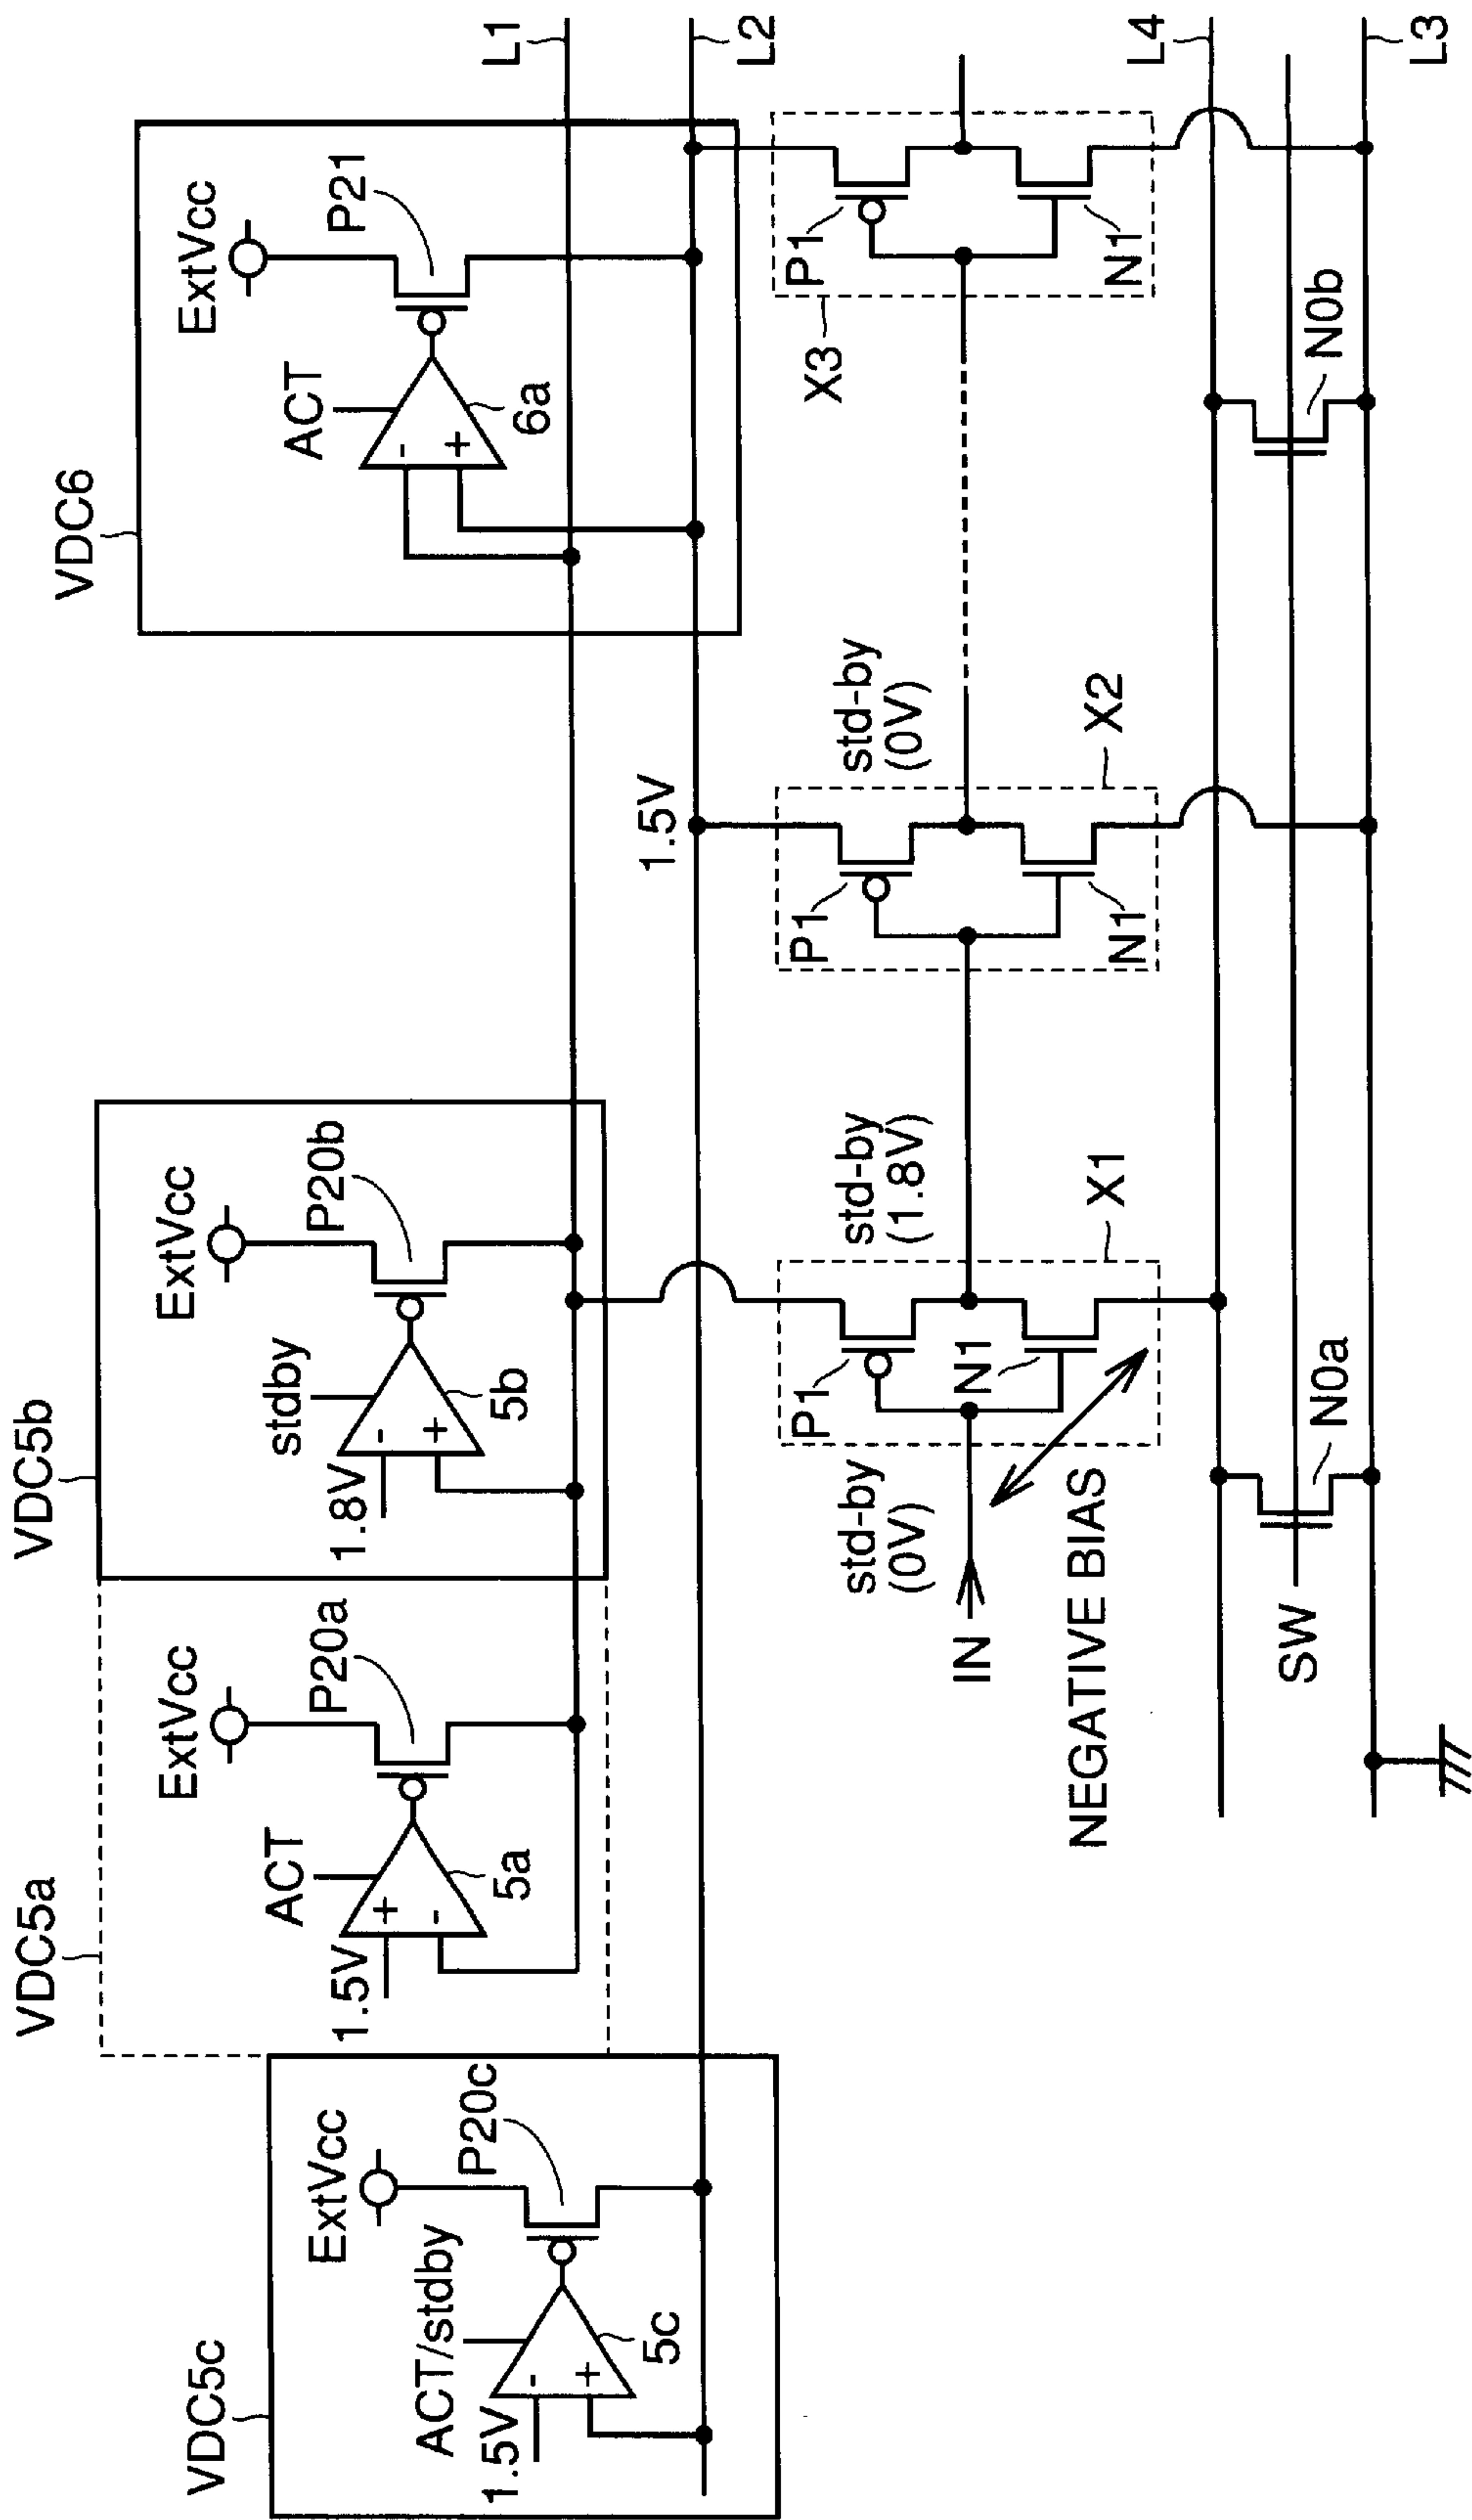 VDC6
ExtVcc
P21
ACT
-
+
6a
L1
L2
VDC5b
ExtVcc
P20b
stdby
1.8V
-
+
5b
VDC5a
ExtVcc
P20a
ACT
1.5V
+
-
5a
VDC5c
ExtVcc
P20c
ACT/stdby
1.5V
-
+
5c
1.5V
IN
std-by
(0V)
P1
N1
X1
NEGATIVE BIAS
std-by
(1.8V)
P1
N1
X2
std-by
(0V)
P1
N1
X3
L4
L3
SW
N0a
N0b